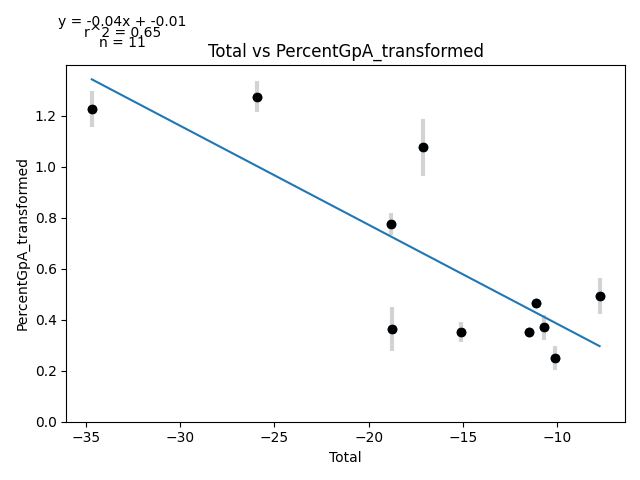 y = -0.04x + -0.01
r^2 = 0.65
n = 11
Total vs PercentGpA_transformed
PercentGpA_transformed
1.2
1.0
0.8
0.6
0.4
0.2
0.0
−35 −30 −25 −20 −15 −10
Total